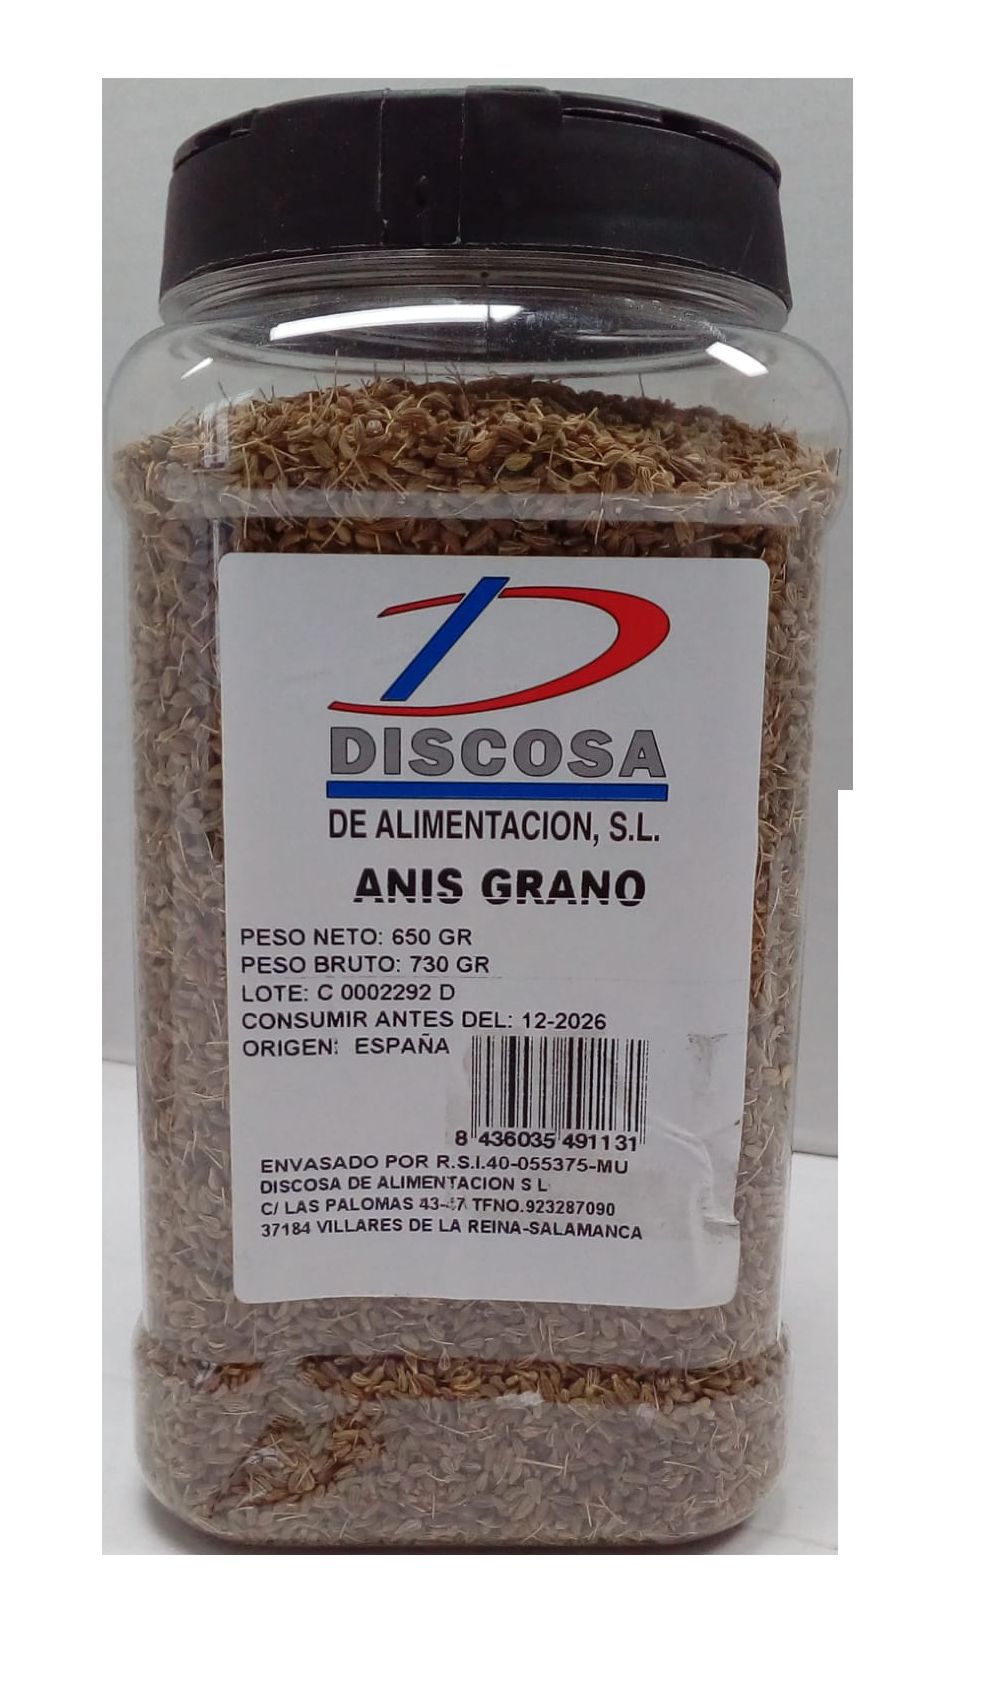 DISCOSA
DE ALIMENTACION, S.L.
ANIS GRANO
PESO NETO: 650 GR
PESO BRUTO: 730 GR
LOTE: C 0002292 D
CONSUMIR ANTES DEL: 12-2026
ORIGEN: ESPAÑA
8 436035 491131
ENVASADO POR R.S.I.40-055375-MU
DISCOSA DE ALIMENTACION S L
C/ LAS PALOMAS 43-47 TFNO.923287090
37184 VILLARES DE LA REINA-SALAMANCA